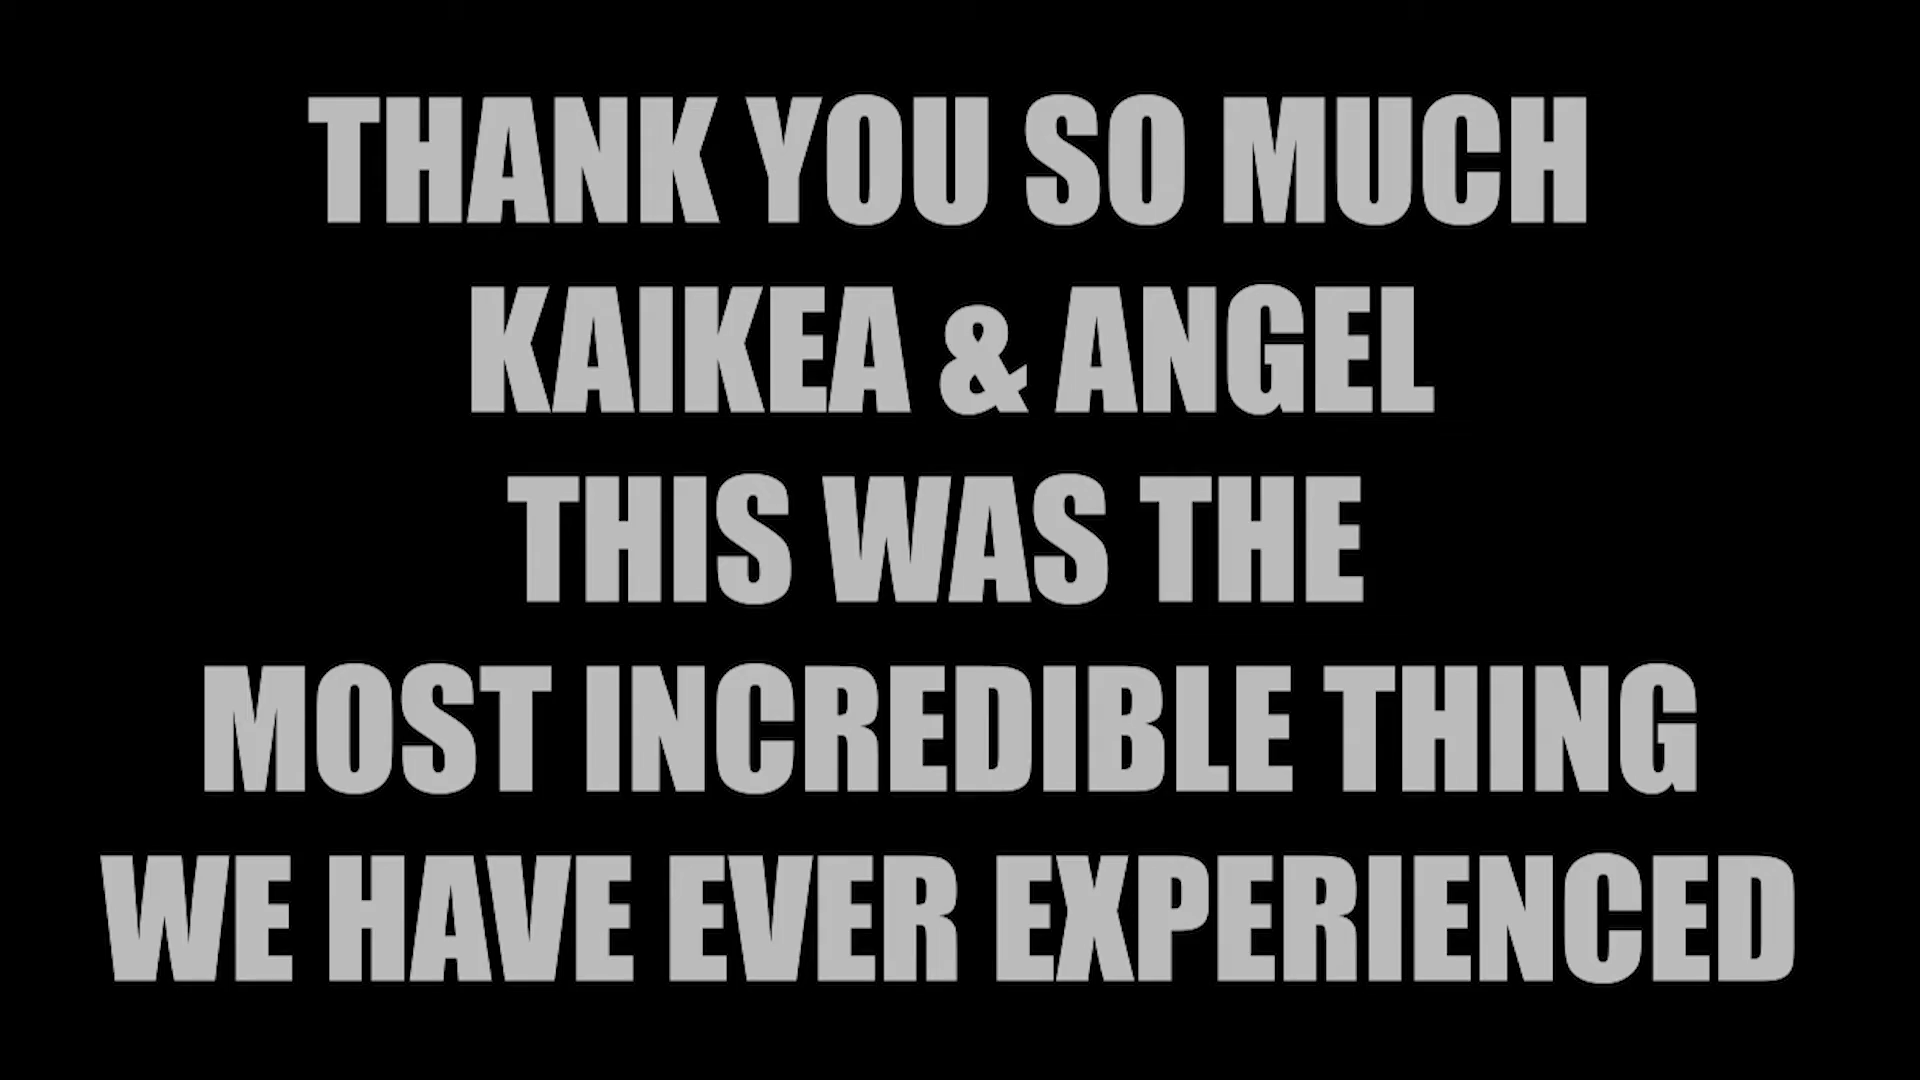 THANK YOU SO MUCH
KAIKEA & ANGEL
THIS WAS THE
MOST INCREDIBLE THING
WE HAVE EVER EXPERIENCED